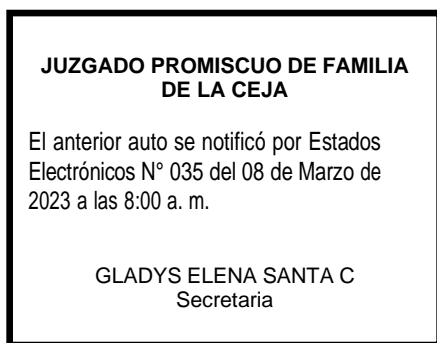 JUZGADO PROMISCUO DE FAMILIA
DE LA CEJA
El anterior auto se notificó por Estados
Electrónicos N° 035 del 08 de Marzo de
2023 a las 8:00 a. m.
GLADYS ELENA SANTA C
Secretaria